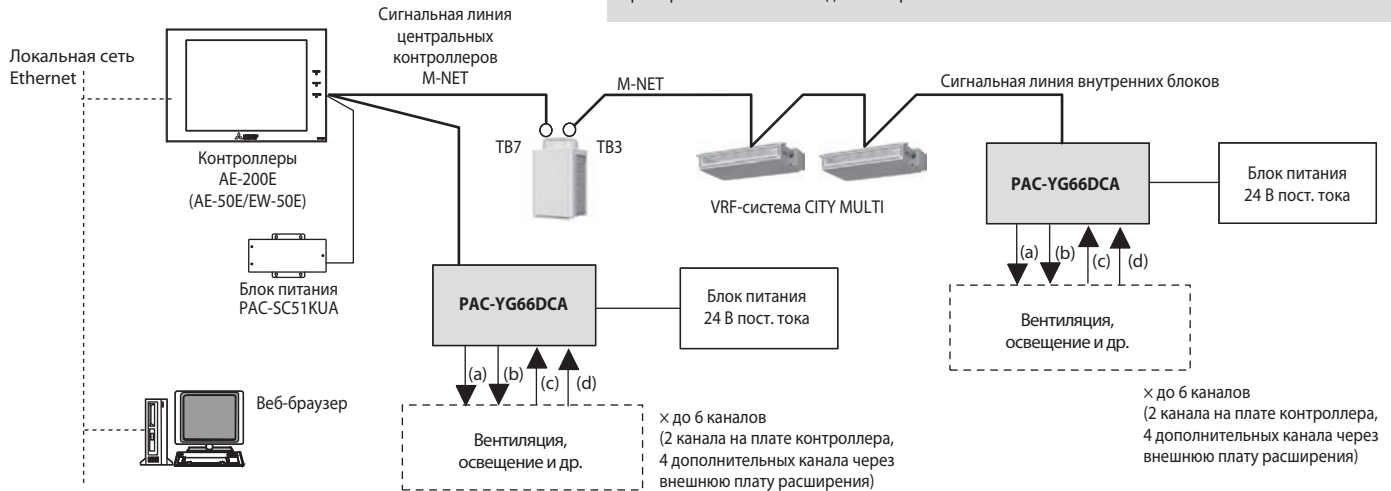 Сигнальная линия
центральных
контроллеров
M-NET
Локальная сеть
Ethernet
M-NET
Сигнальная линия внутренних блоков
TB7
TB3
Контроллеры
AE-200E
(AE-50E/EW-50E)
VRF-система CITY MULTI
PAC-YG66DCA
Блок питания
24 В пост. тока
(a)
(b)
(c)
(d)
Вентиляция,
освещение и др.
× до 6 каналов
(2 канала на плате контроллера,
4 дополнительных канала через
внешнюю плату расширения)
Блок питания
PAC-SC51KUA
PAC-YG66DCA
Блок питания
24 В пост. тока
(a)
(b)
(c)
(d)
Вентиляция,
освещение и др.
× до 6 каналов
(2 канала на плате контроллера,
4 дополнительных канала через
внешнюю плату расширения)
Веб-браузер